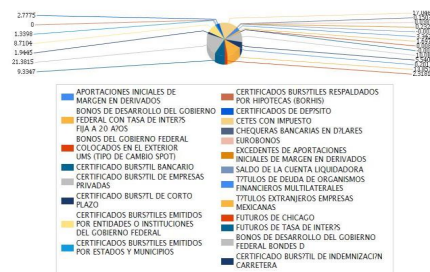 2.7775
0
1.3398
8.7104
1.9445
21.3815
9.3347
APORTACIONES INICIALES DE
MARGEN EN DERIVADOS
BONOS DE DESARROLLO DEL GOBIERNO
FEDERAL CON TASA DE INTER?S
FIJA A 20 A?OS
BONOS DEL GOBIERNO FEDERAL
COLOCADOS EN EL EXTERIOR
UMS (TIPO DE CAMBIO SPOT)
CERTIFICADO BURS?TIL BANCARIO
CERTIFICADO BURS?TIL DE EMPRESAS
PRIVADAS
CERTIFICADO BURS?TIL DE CORTO
PLAZO
CERTIFICADOS BURS?TILES EMITIDOS
POR ENTIDADES O INSTITUCIONES
DEL GOBIERNO FEDERAL
CERTIFICADOS BURS?TILES EMITIDOS
POR ESTADOS Y MUNICIPIOS
CERTIFICADOS BURS?TILES RESPALDADOS
POR HIPOTECAS (BORHIS)
CERTIFICADOS DE DEP?SITO
CETES CON IMPUESTO
CHEQUERAS BANCARIAS EN D?LARES
EUROBONOS
EXCEDENTES DE APORTACIONES
INICIALES DE MARGEN EN DERIVADOS
SALDO DE LA CUENTA LIQUIDADORA
T?TULOS DE DEUDA DE ORGANISMOS
FINANCIEROS MULTILATERALES
T?TULOS EXTRANJEROS EMPRESAS
MEXICANAS
FUTUROS DE CHICAGO
FUTUROS DE TASA DE INTER?S
BONOS DE DESARROLLO DEL GOBIERNO
FEDERAL BONDES D
CERTIFICADO BURS?TIL DE INDEMNIZACI?N
CARRETERA